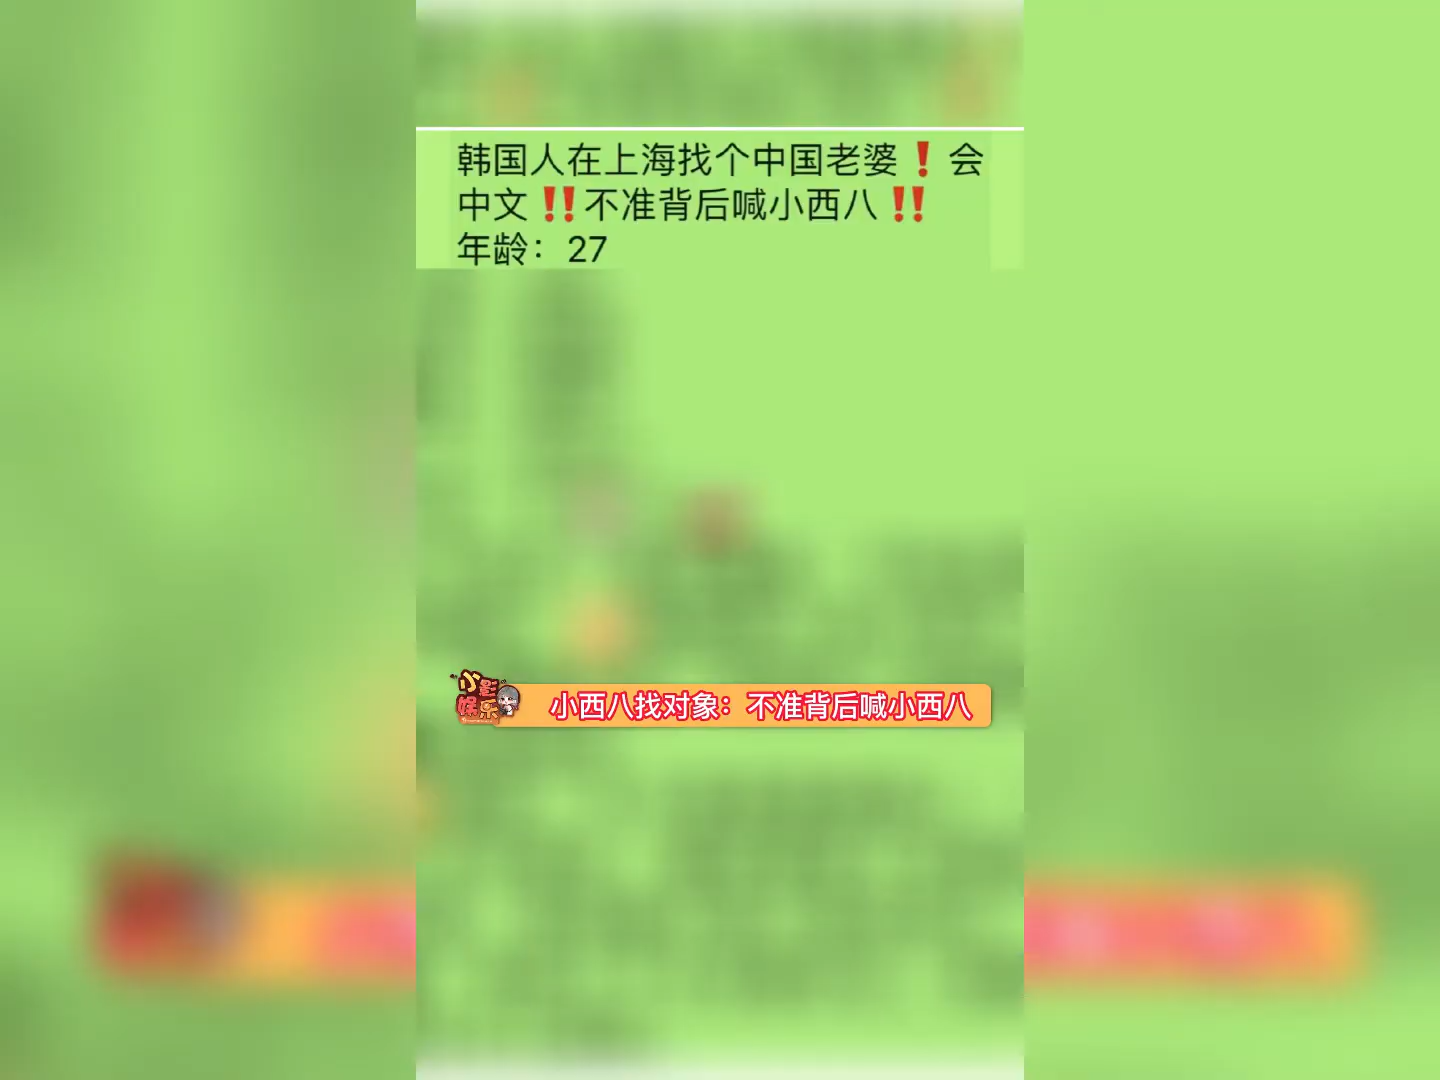 韩国人在上海找个中国老婆❗会
中文‼️不准背后喊小西八‼️
年龄：27
小影
娱乐
小西八找对象：不准背后喊小西八